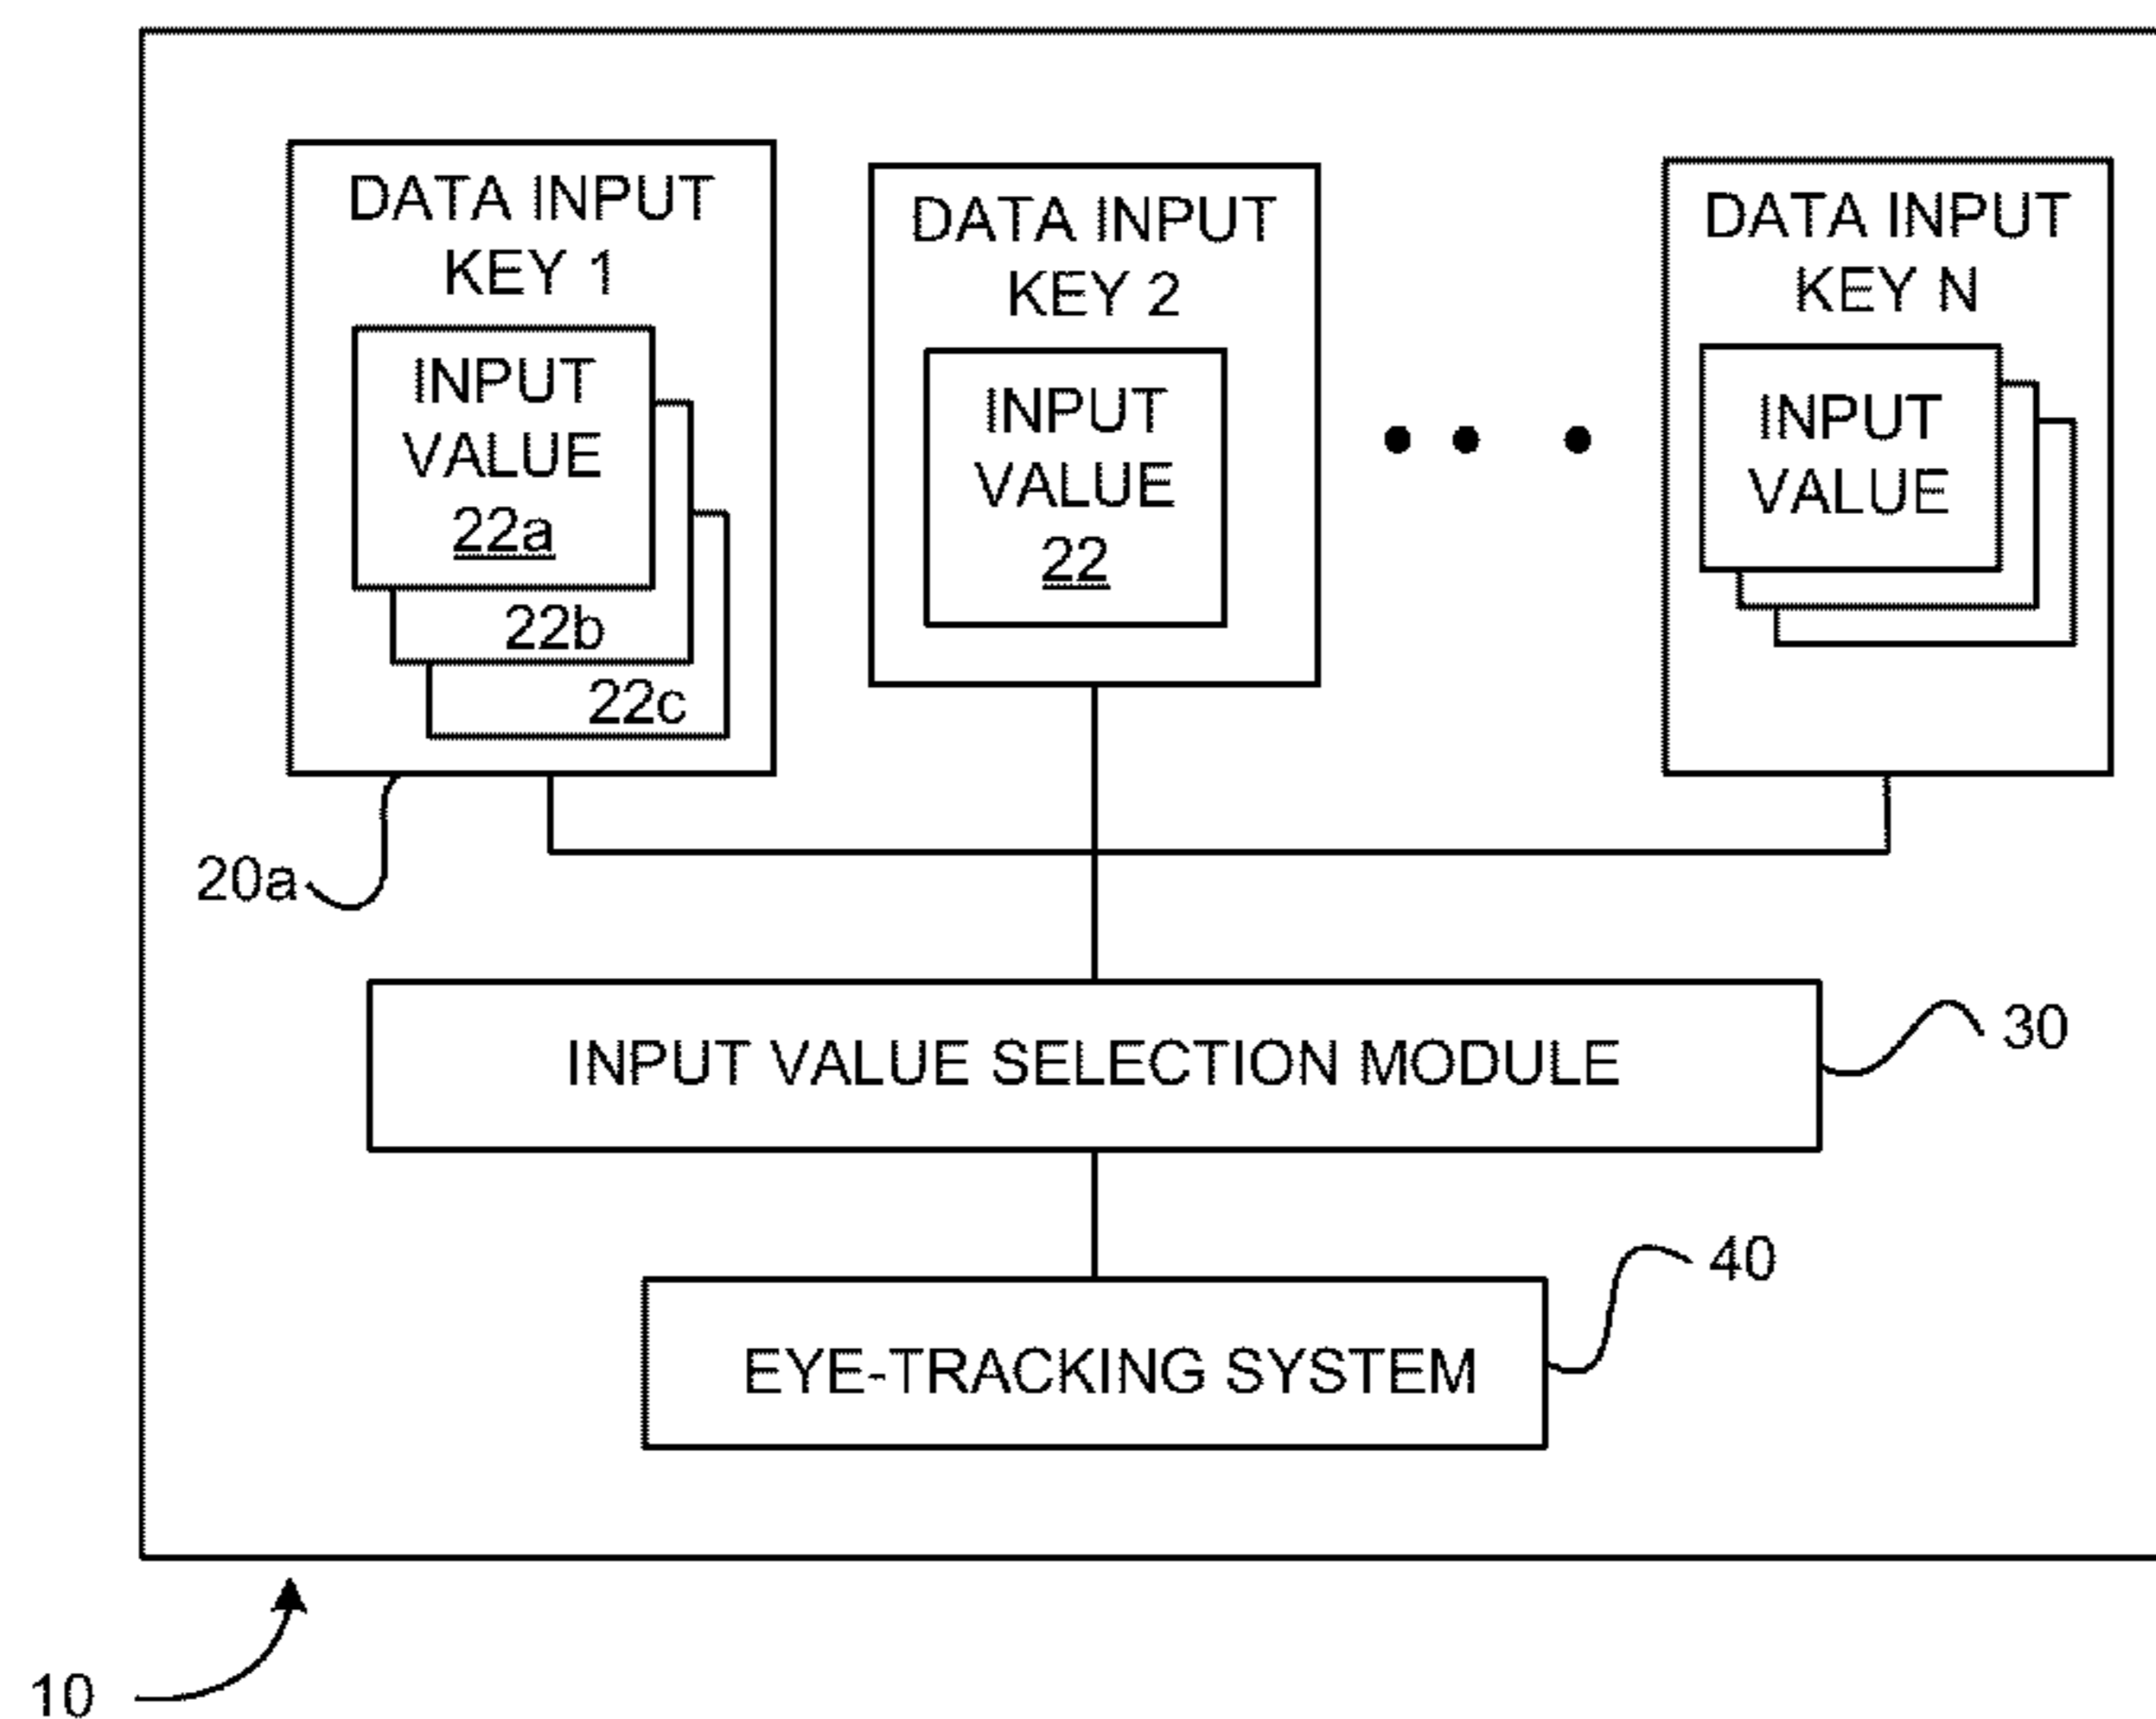 DATA INPUT
KEY 1
INPUT
VALUE
22a
22b
22c
DATA INPUT
KEY 2
INPUT
VALUE
22
DATA INPUT
KEY N
INPUT
VALUE
20a
INPUT VALUE SELECTION MODULE
30
EYE-TRACKING SYSTEM
40
10